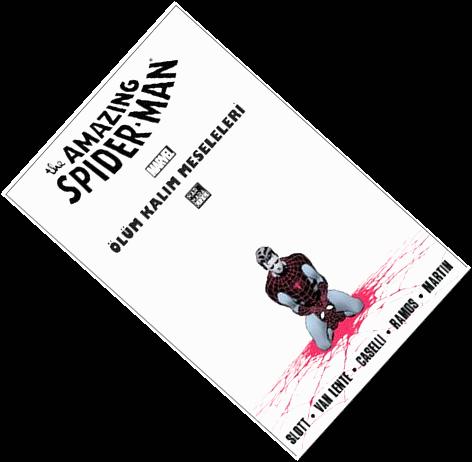 the AMAZING
SPIDER-MAN
MARVEL
ÖLÜM KALIM MESELELERİ
SLOTT • VAN LENTE • CASELLI • RAMOS • MARTIN